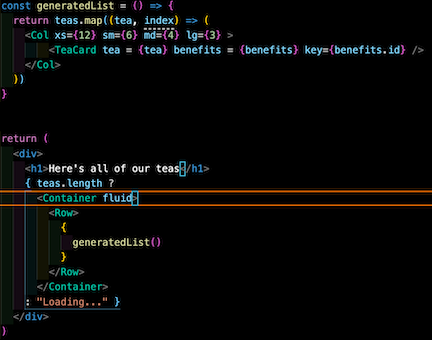 const generatedList = () => {
return teas.map((tea, index) => (
<Col xs={12} sm={6} md={4} lg={3} >
<TeaCard tea = {tea} benefits = {benefits} key={benefits.id} />
</Col>
))
}
return (
<div>
<h1>Here's all of our teas</h1>
{ teas.length ?
<Container fluid>
<Row>
{
generatedList()
}
</Row>
</Container>
: "Loading..." }
</div>
)